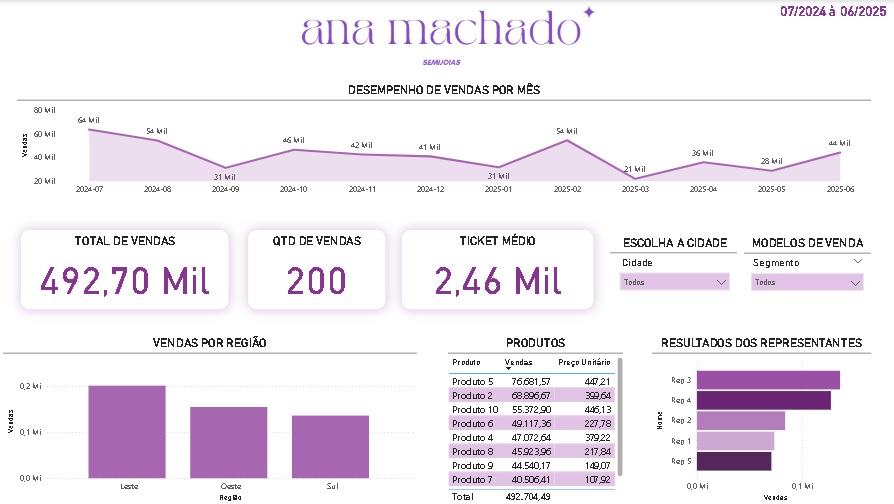 07/2024 à 06/2025
ana machado
SEMIJOIAS
DESEMPENHO DE VENDAS POR MÊS
Vendas
80 Mil
60 Mil
40 Mil
20 Mil
64 Mil
54 Mil
31 Mil
46 Mil
42 Mil
41 Mil
31 Mil
54 Mil
21 Mil
36 Mil
28 Mil
44 Mil
2024-07 2024-08 2024-09 2024-10 2024-11 2024-12 2025-01 2025-02 2025-03 2025-04 2025-05 2025-06
TOTAL DE VENDAS
492,70 Mil
QTD DE VENDAS
200
TICKET MÉDIO
2,46 Mil
ESCOLHA A CIDADE
Cidade
Todos
MODELOS DE VENDA
Segmento
Todos
VENDAS POR REGIÃO
Vendas
0,2 Mi
0,1 Mi
0,0 Mi
Leste Oeste Sul
Região
PRODUTOS
Produto Vendas Preço Unitário
Produto 5 76.681,57 447,21
Produto 2 68.896,67 399,64
Produto 10 55.372,90 446,13
Produto 6 49.117,36 227,78
Produto 4 47.072,64 379,22
Produto 8 45.923,96 217,84
Produto 9 44.540,17 149,07
Produto 7 40.506,41 107,92
Total 492.704,49
RESULTADOS DOS REPRESENTANTES
Nome
Rep 3
Rep 4
Rep 2
Rep 1
Rep 5
0,0 Mi 0,1 Mi
Vendas